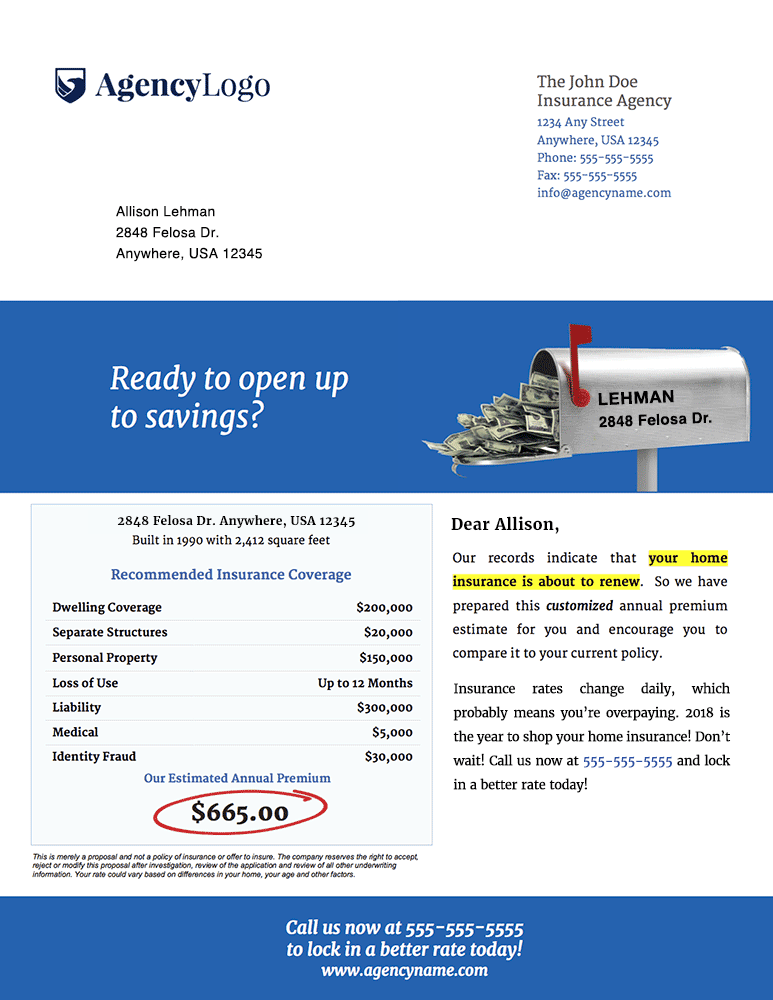 AgencyLogo
The John Doe
Insurance Agency
1234 Any Street
Anywhere, USA 12345
Phone: 555-555-5555
Fax: 555-555-5555
info@agencyname.com
Allison Lehman
2848 Felosa Dr.
Anywhere, USA 12345
Ready to open up
to savings?
LEHMAN
2848 Felosa Dr.
2848 Felosa Dr. Anywhere, USA 12345
Built in 1990 with 2,412 square feet
Recommended Insurance Coverage
Dwelling Coverage $200,000
Separate Structures $20,000
Personal Property $150,000
Loss of Use Up to 12 Months
Liability $300,000
Medical $5,000
Identity Fraud $30,000
Our Estimated Annual Premium
$665.00
This is merely a proposal and not a policy of insurance or offer to insure. The company reserves the right to accept,
reject or modify this proposal after investigation, review of the application and review of all other underwriting
information. Your rate could vary based on differences in your home, your age and other factors.
Dear Allison,
Our records indicate that your home
insurance is about to renew. So we have
prepared this customized annual premium
estimate for you and encourage you to
compare it to your current policy.
Insurance rates change daily, which
probably means you're overpaying. 2018 is
the year to shop your home insurance! Don't
wait! Call us now at 555-555-5555 and lock
in a better rate today!
Call us now at 555-555-5555
to lock in a better rate today!
www.agencyname.com